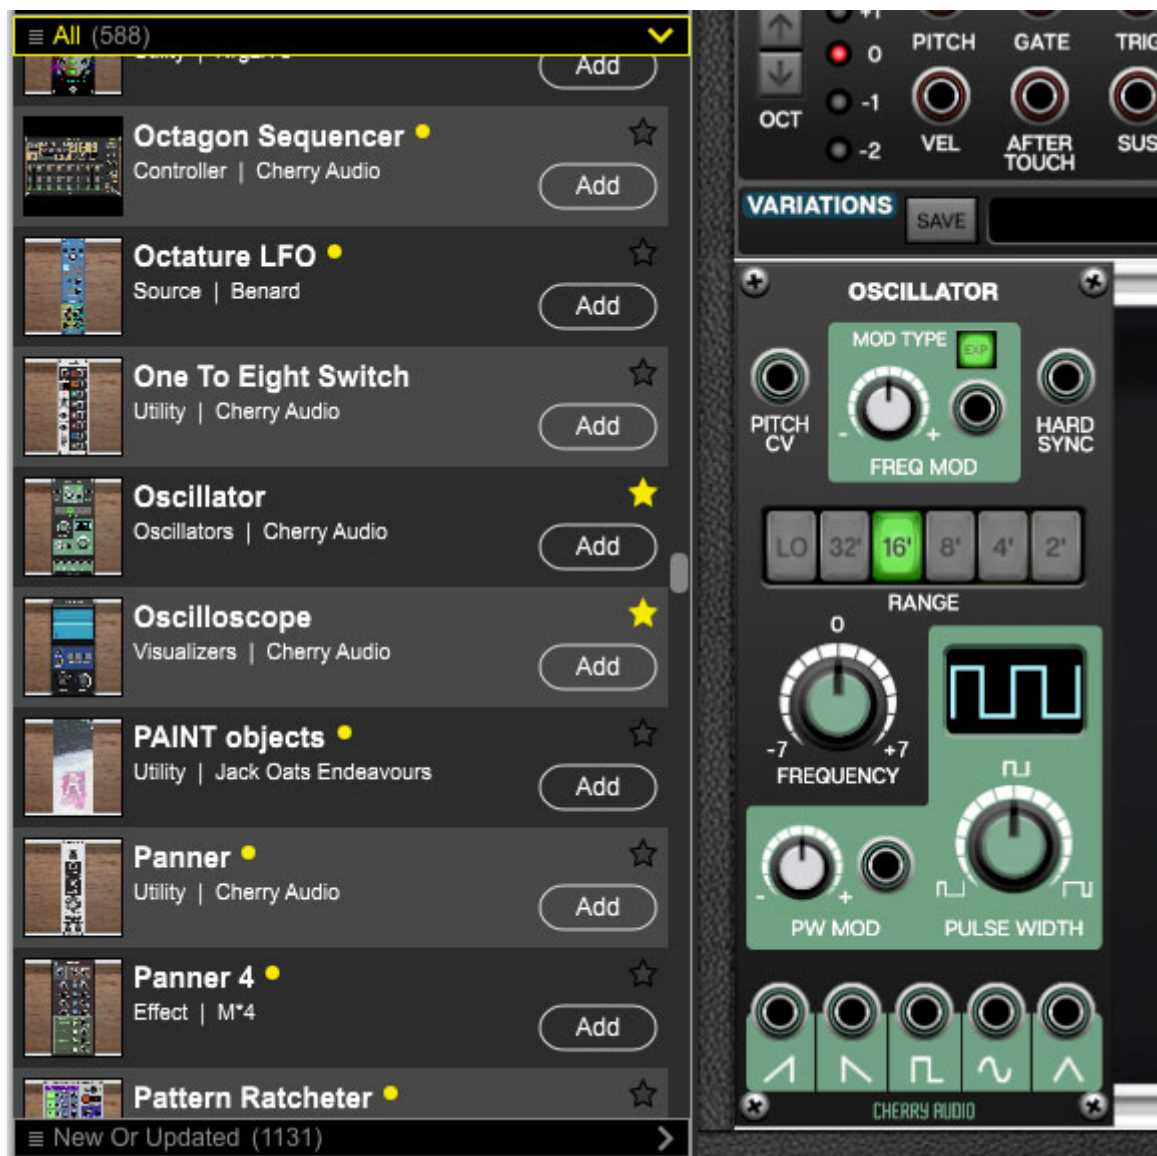 All (588)
Add
Octagon Sequencer
Controller | Cherry Audio
Add
Octature LFO
Source | Benard
Add
One To Eight Switch
Utility | Cherry Audio
Add
Oscillator
Oscillators | Cherry Audio
Add
Oscilloscope
Visualizers | Cherry Audio
Add
PAINT objects
Utility | Jack Oats Endeavours
Add
Panner
Utility | Cherry Audio
Add
Panner 4
Effect | M*4
Add
Pattern Ratcheter
New Or Updated (1131)
+1
0
-1
-2
OCT
PITCH GATE TRIG
VEL AFTER TOUCH SUS
VARIATIONS SAVE
OSCILLATOR
MOD TYPE EXP
PITCH CV
- +
FREQ MOD
HARD SYNC
LO 32' 16' 8' 4' 2'
RANGE
0
-7 +7
FREQUENCY
- +
PW MOD
PULSE WIDTH
CHERRY AUDIO